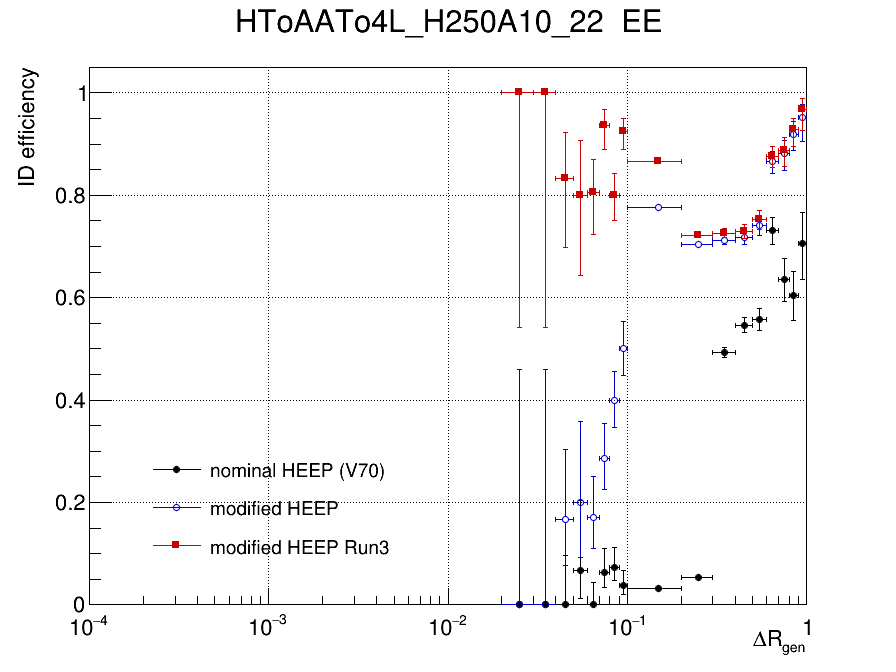 HToAATo4L_H250A10_22 EE
ID efficiency
1
0.8
0.6
0.4
0.2
0
nominal HEEP (V70)
modified HEEP
modified HEEP Run3
10⁻⁴ 10⁻³ 10⁻² 10⁻¹ 1
ΔR_gen